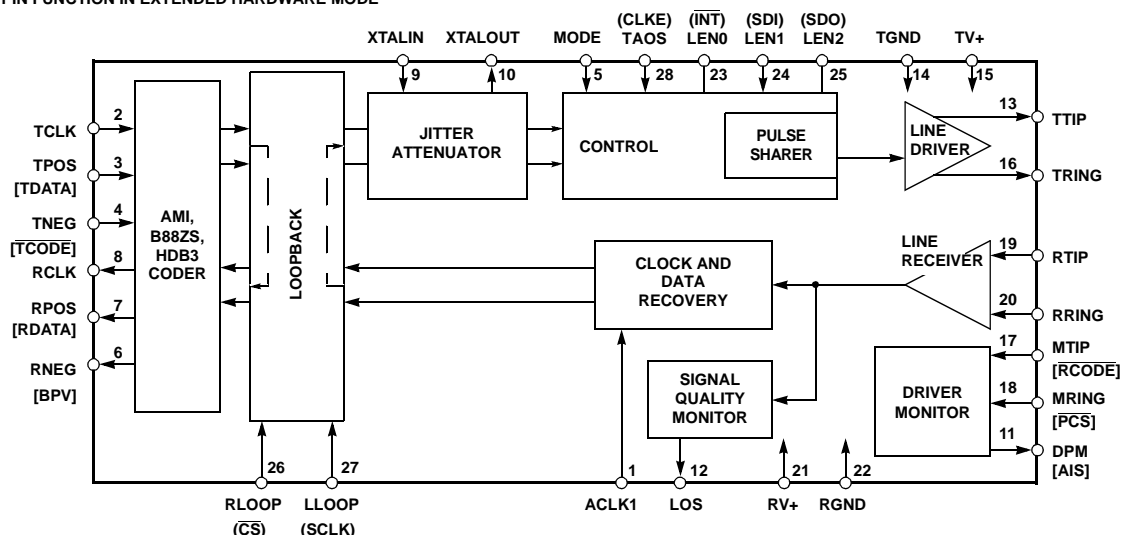 PIN FUNCTION IN EXTENDED HARDWARE MODE
XTALIN
XTALOUT
MODE
(CLKE)
TAOS
(INT)
LEN0
(SDI)
LEN1
(SDO)
LEN2
TGND
TV+
9
10
5
28
23
24
25
14
15
TCLK
2
TPOS
[TDATA]
3
TNEG
[TCODE]
4
RCLK
8
RPOS
[RDATA]
7
RNEG
[BPV]
6
AMI,
B88ZS,
HDB3
CODER
LOOPBACK
JITTER
ATTENUATOR
CONTROL
PULSE
SHARER
LINE
DRIVER
13
TTIP
16
TRING
CLOCK AND
DATA
RECOVERY
LINE
RECEIVER
19
RTIP
20
RRING
SIGNAL
QUALITY
MONITOR
DRIVER
MONITOR
17
MTIP
[RCODE]
18
MRING
[PCS]
11
DPM
[AIS]
26
27
1
12
21
22
RLOOP
(CS)
LLOOP
(SCLK)
ACLK1
LOS
RV+
RGND